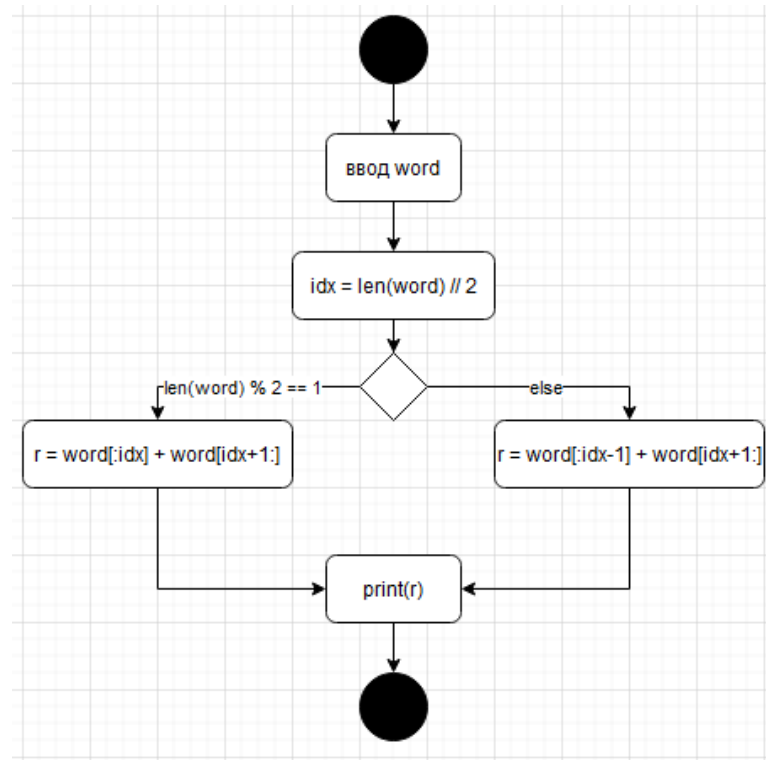 ввод word
idx = len(word) // 2
len(word) % 2 == 1
else
r = word[:idx] + word[idx+1:]
r = word[:idx-1] + word[idx+1:]
print(r)